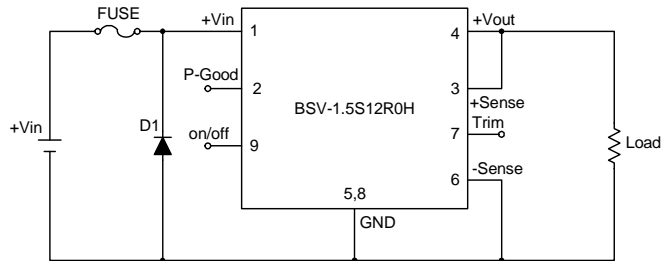 FUSE
+Vin
1
4
+Vout
P-Good
2
3
BSV-1.5S12R0H
+Sense
+Vin
D1
on/off
9
7
Trim
Load
6
-Sense
5,8
GND